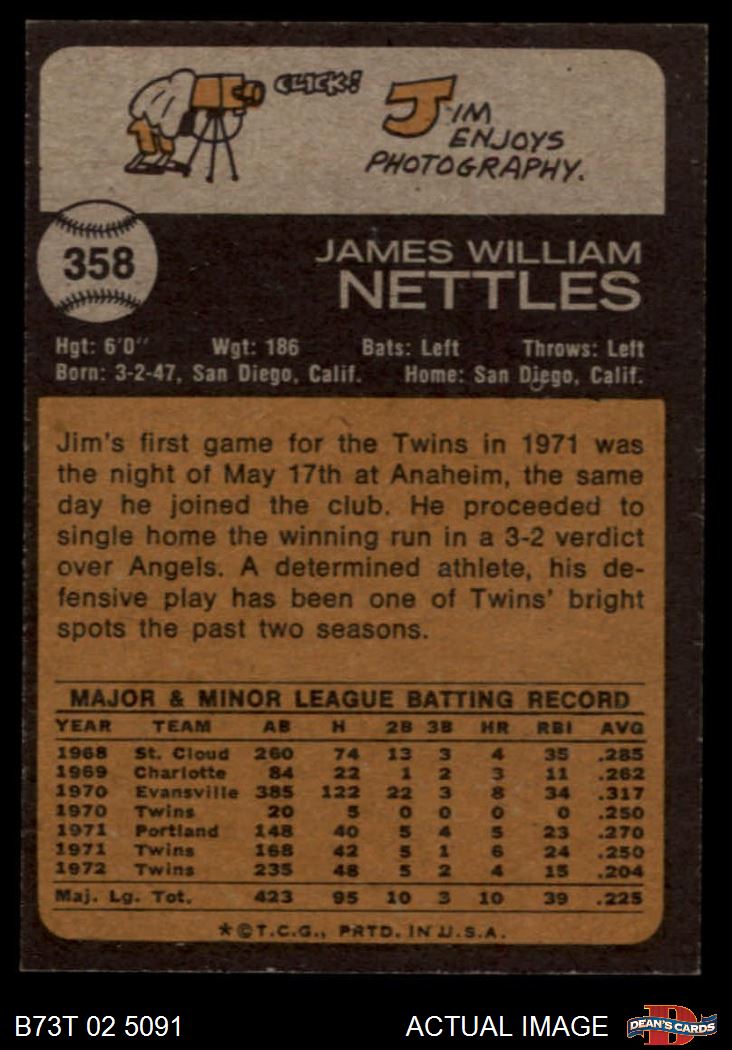 CLICK!
JIM
ENJOYS
PHOTOGRAPHY.
358
JAMES WILLIAM
NETTLES
Hgt: 6'0" Wgt: 186 Bats: Left Throws: Left
Born: 3-2-47, San Diego, Calif. Home: San Diego, Calif.
Jim's first game for the Twins in 1971 was
the night of May 17th at Anaheim, the same
day he joined the club. He proceeded to
single home the winning run in a 3-2 verdict
over Angels. A determined athlete, his de-
fensive play has been one of Twins' bright
spots the past two seasons.
MAJOR & MINOR LEAGUE BATTING RECORD
YEAR TEAM AB H 2B 3B HR RBI AVG
1968 St. Cloud 260 74 13 3 4 35 .285
1969 Charlotte 84 22 1 2 3 11 .262
1970 Evansville 385 122 22 3 8 34 .317
1970 Twins 20 5 0 0 0 0 .250
1971 Portland 148 40 5 4 5 23 .270
1971 Twins 168 42 5 1 6 24 .250
1972 Twins 235 48 5 2 4 15 .204
Maj. Lg. Tot. 423 95 10 3 10 39 .225
*©T.C.G., PRTD. IN U.S.A.
B73T 02 5091 ACTUAL IMAGE DEAN'S CARDS